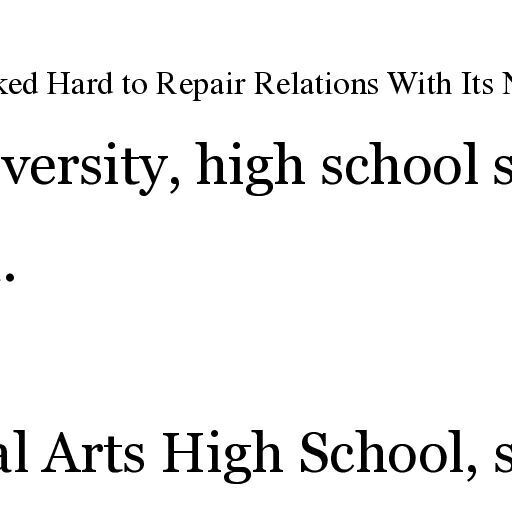 ked Hard to Repair Relations With Its N
versity, high school s
.
al Arts High School, s